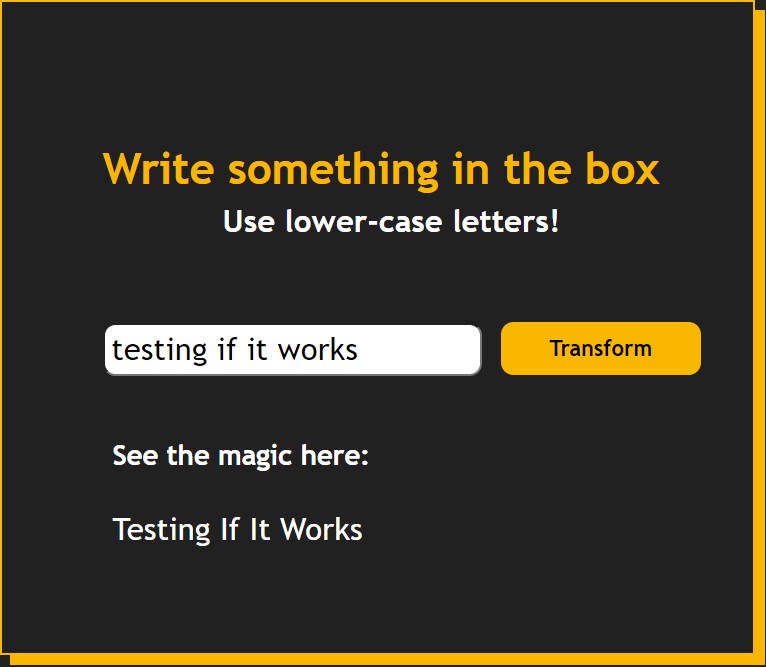 Write something in the box
Use lower-case letters!
testing if it works
Transform
See the magic here:
Testing If It Works